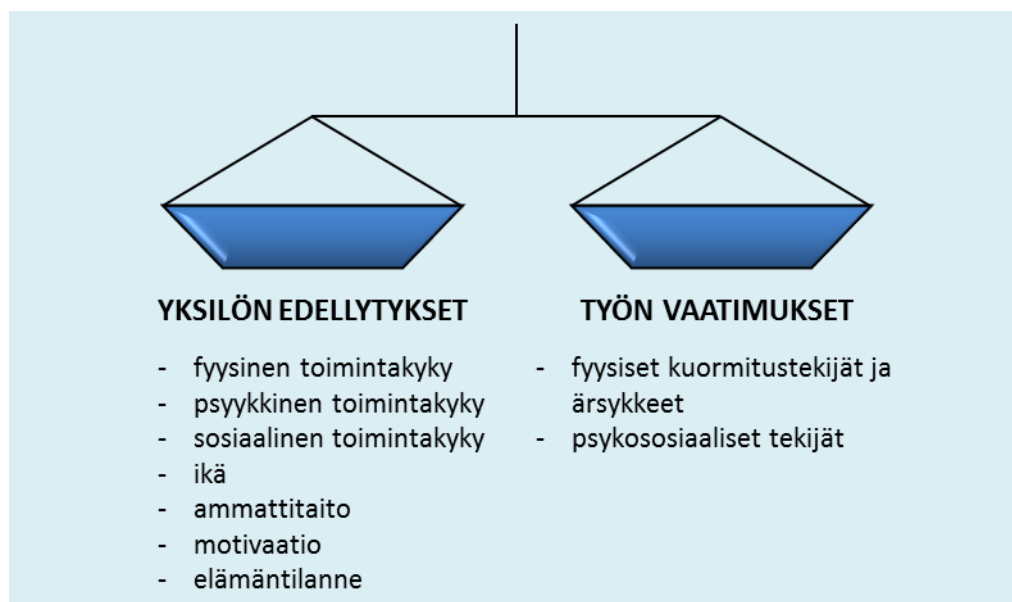 YKSILÖN EDELLYTYKSET
- fyysinen toimintakyky
- psyykkinen toimintakyky
- sosiaalinen toimintakyky
- ikä
- ammattitaito
- motivaatio
- elämäntilanne
TYÖN VAATIMUKSET
- fyysiset kuormitustekijät ja
ärsykkeet
- psykososiaaliset tekijät